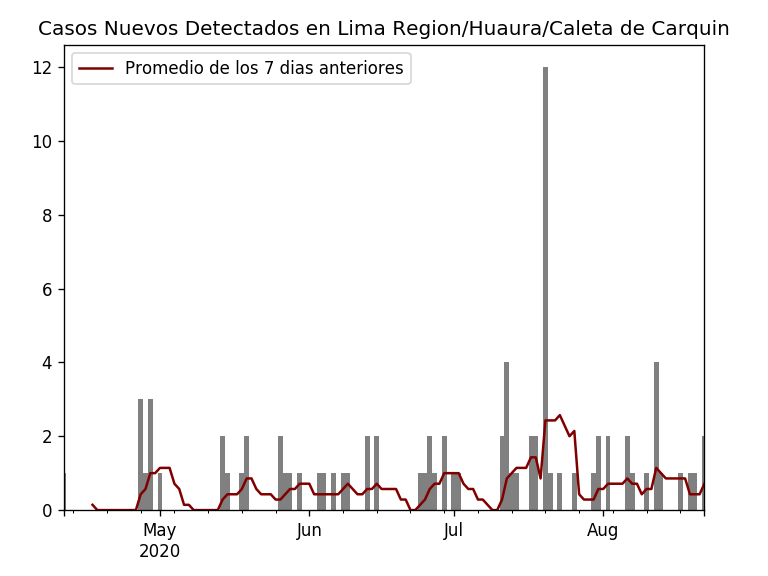 Casos Nuevos Detectados en Lima Region/Huaura/Caleta de Carquin
Promedio de los 7 dias anteriores
12
10
8
6
4
2
0
May Jun Jul Aug
2020